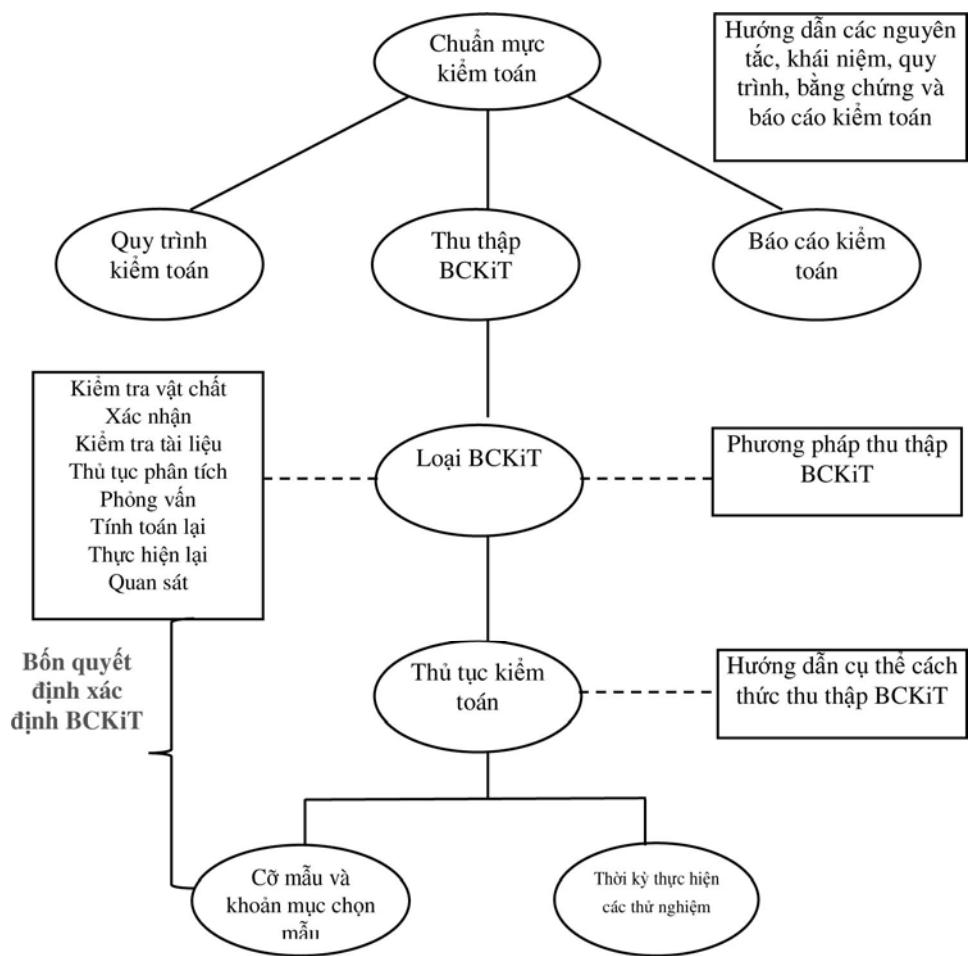 Chuẩn mực
kiểm toán
Hướng dẫn các nguyên
tắc, khái niệm, quy
trình, bằng chứng và
báo cáo kiểm toán
Quy trình
kiểm toán
Thu thập
BCKiT
Báo cáo kiểm
toán
Kiểm tra vật chất
Xác nhận
Kiểm tra tài liệu
Thủ tục phân tích
Phỏng vấn
Tính toán lại
Thực hiện lại
Quan sát
Loại BCKiT
Phương pháp thu thập
BCKiT
Bốn quyết
định xác
định BCKiT
Thủ tục kiểm
toán
Hướng dẫn cụ thể cách
thức thu thập BCKiT
Cỡ mẫu và
khoản mục chọn
mẫu
Thời kỳ thực hiện
các thử nghiệm